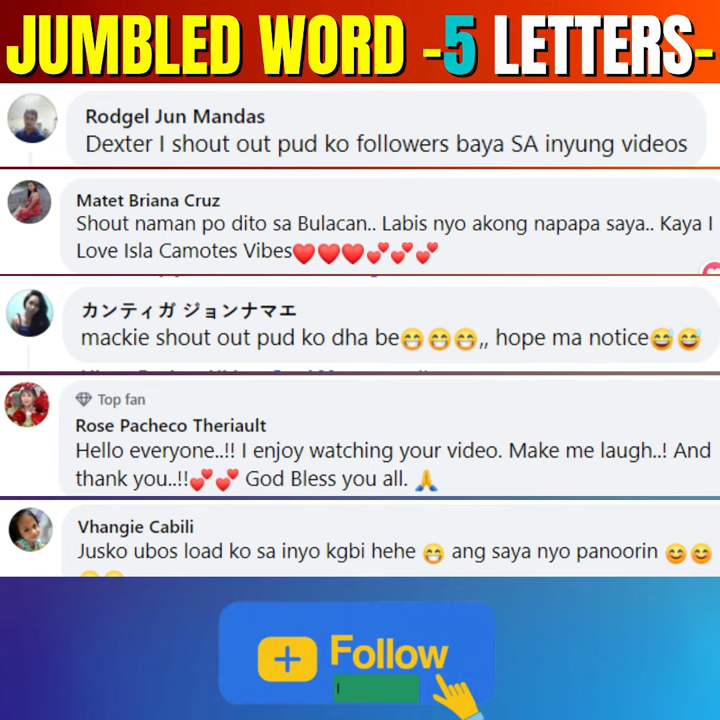 JUMBLED WORD -5 LETTERS-
Rodgel Jun Mandas
Dexter I shout out pud ko followers baya SA inyung videos
Matet Briana Cruz
Shout naman po dito sa Bulacan.. Labis nyo akong napapa saya.. Kaya I
Love Isla Camotes Vibes❤️❤️❤️💕💕💕
カンティガ ジョンナマエ
mackie shout out pud ko dha be😁😁😁,, hope ma notice😅😅
Top fan
Rose Pacheco Theriault
Hello everyone..!! I enjoy watching your video. Make me laugh..! And
thank you..!!💕💕 God Bless you all. 🙏
Vhangie Cabili
Jusko ubos load ko sa inyo kgbi hehe 😁 ang saya nyo panoorin 😊😊
Follow